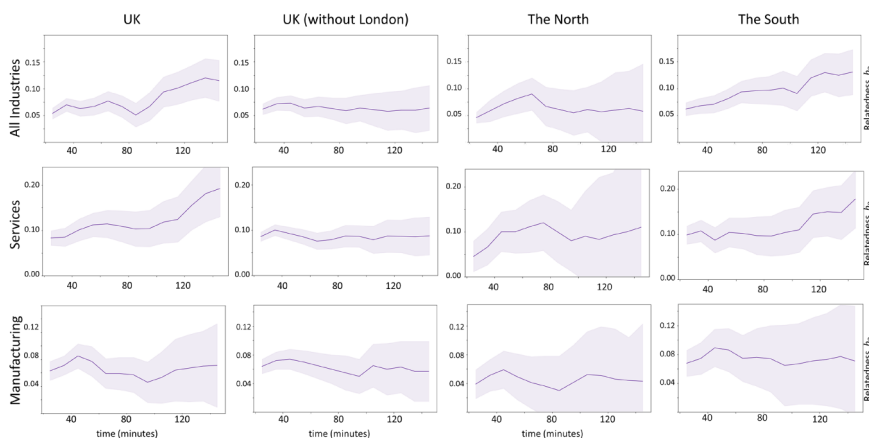 UK UK (without London) The North The South
All Industries
0.15 0.15 0.15 0.15
0.10 0.10 0.10 0.10
0.05 0.05 0.05 0.05
40 80 120 40 80 120 40 80 120 40 80 120
Relatedness
Services
0.20 0.20 0.20 0.20
0.10 0.10 0.10 0.10
0.00 0.00 0.00 0.00
40 80 120 40 80 120 40 80 120 40 80 120
Relatedness
Manufacturing
0.12 0.12 0.12 0.12
0.08 0.08 0.08 0.08
0.04 0.04 0.04 0.04
40 80 120 40 80 120 40 80 120 40 80 120
time (minutes) time (minutes) time (minutes) time (minutes)
Relatedness